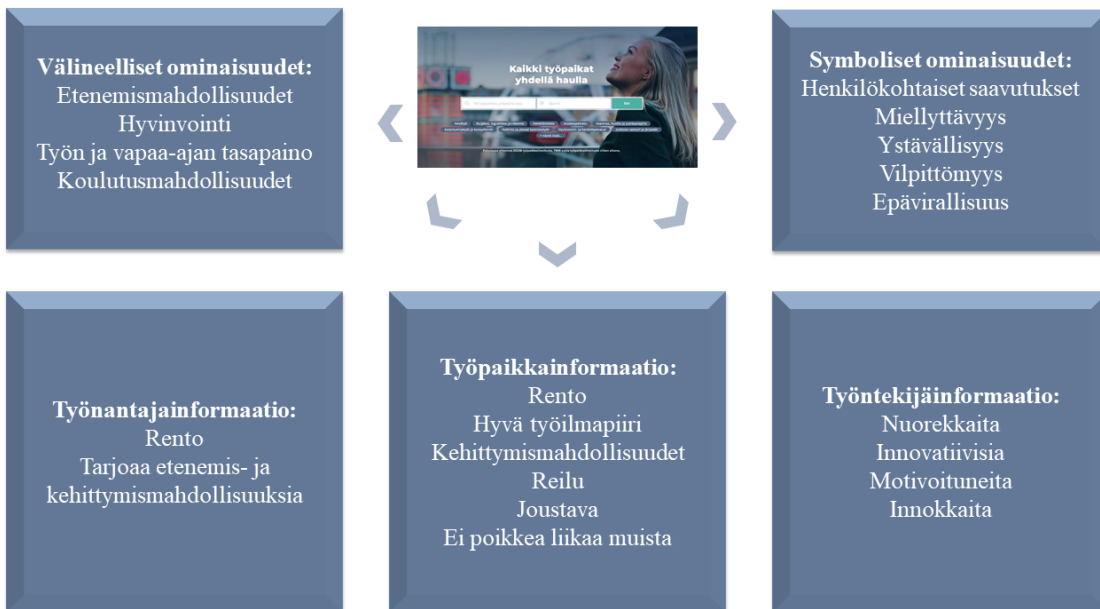 Välineelliset ominaisuudet:
Etenemismahdollisuudet
Hyvinvointi
Työn ja vapaa-ajan tasapaino
Koulutusmahdollisuudet
Kaikki työpaikat
yhdellä haulla
Symboliset ominaisuudet:
Henkilökohtaiset saavutukset
Miellyttävyys
Ystävällisyys
Vilpittömyys
Epävirallisuus
Työnantajainformaatio:
Rento
Tarjoaa etenemis- ja
kehittymismahdollisuuksia
Työpaikkainformaatio:
Rento
Hyvä työilmapiiri
Kehittymismahdollisuudet
Reilu
Joustava
Ei poikkea liikaa muista
Työntekijäinformaatio:
Nuorekkaita
Innovatiivisia
Motivoituneita
Innokkaita